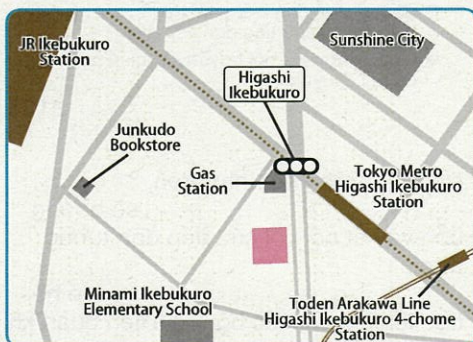 JR Ikebukuro
Station
Sunshine City
Higashi
Ikebukuro
Junkudo
Bookstore
Gas
Station
Tokyo Metro
Higashi Ikebukuro
Station
Minami Ikebukuro
Elementary School
Toden Arakawa Line
Higashi Ikebukuro 4-chome
Station